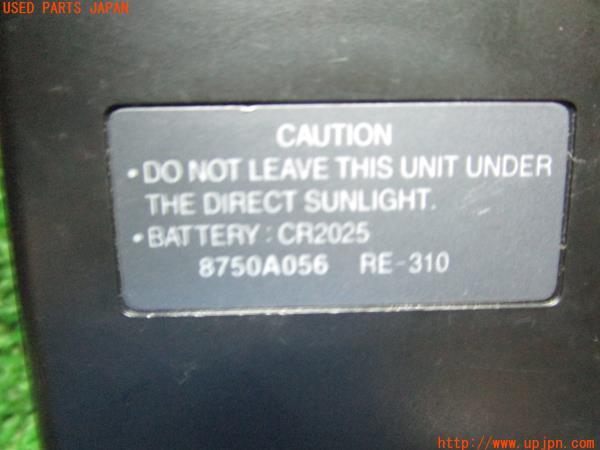 USED PARTS JAPAN
CAUTION
• DO NOT LEAVE THIS UNIT UNDER
THE DIRECT SUNLIGHT.
• BATTERY : CR2025
8750A056 RE-310
http://www.upjpn.com/